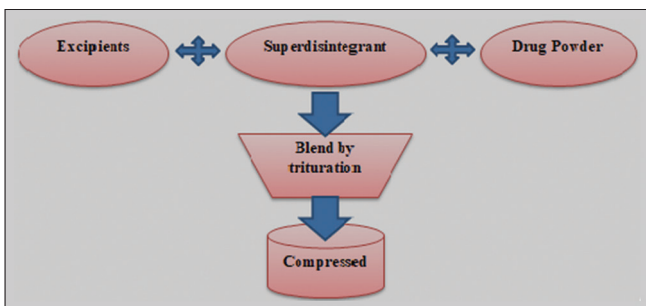 Excipients
Superdisintegrant
Drug Powder
Blend by
trituration
Compressed